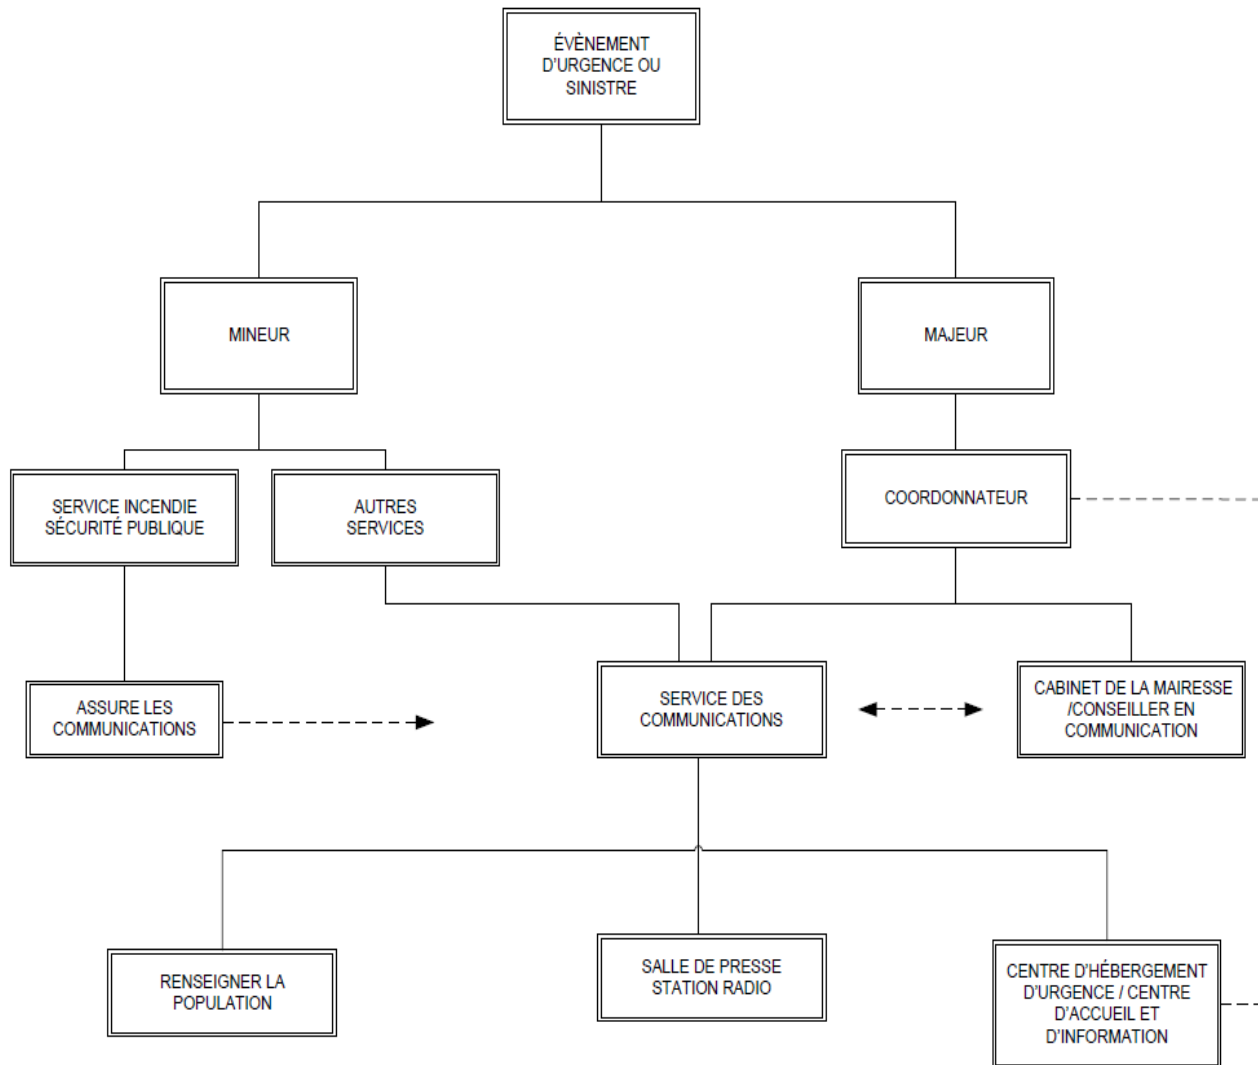 ÉVÈNEMENT
D'URGENCE OU
SINISTRE
MINEUR
MAJEUR
SERVICE INCENDIE
SÉCURITÉ PUBLIQUE
AUTRES
SERVICES
COORDONNATEUR
ASSURE LES
COMMUNICATIONS
SERVICE DES
COMMUNICATIONS
CABINET DE LA MAIRESSE
/CONSEILLER EN
COMMUNICATION
RENSEIGNER LA
POPULATION
SALLE DE PRESSE
STATION RADIO
CENTRE D'HÉBERGEMENT
D'URGENCE / CENTRE
D'ACCUEIL ET
D'INFORMATION